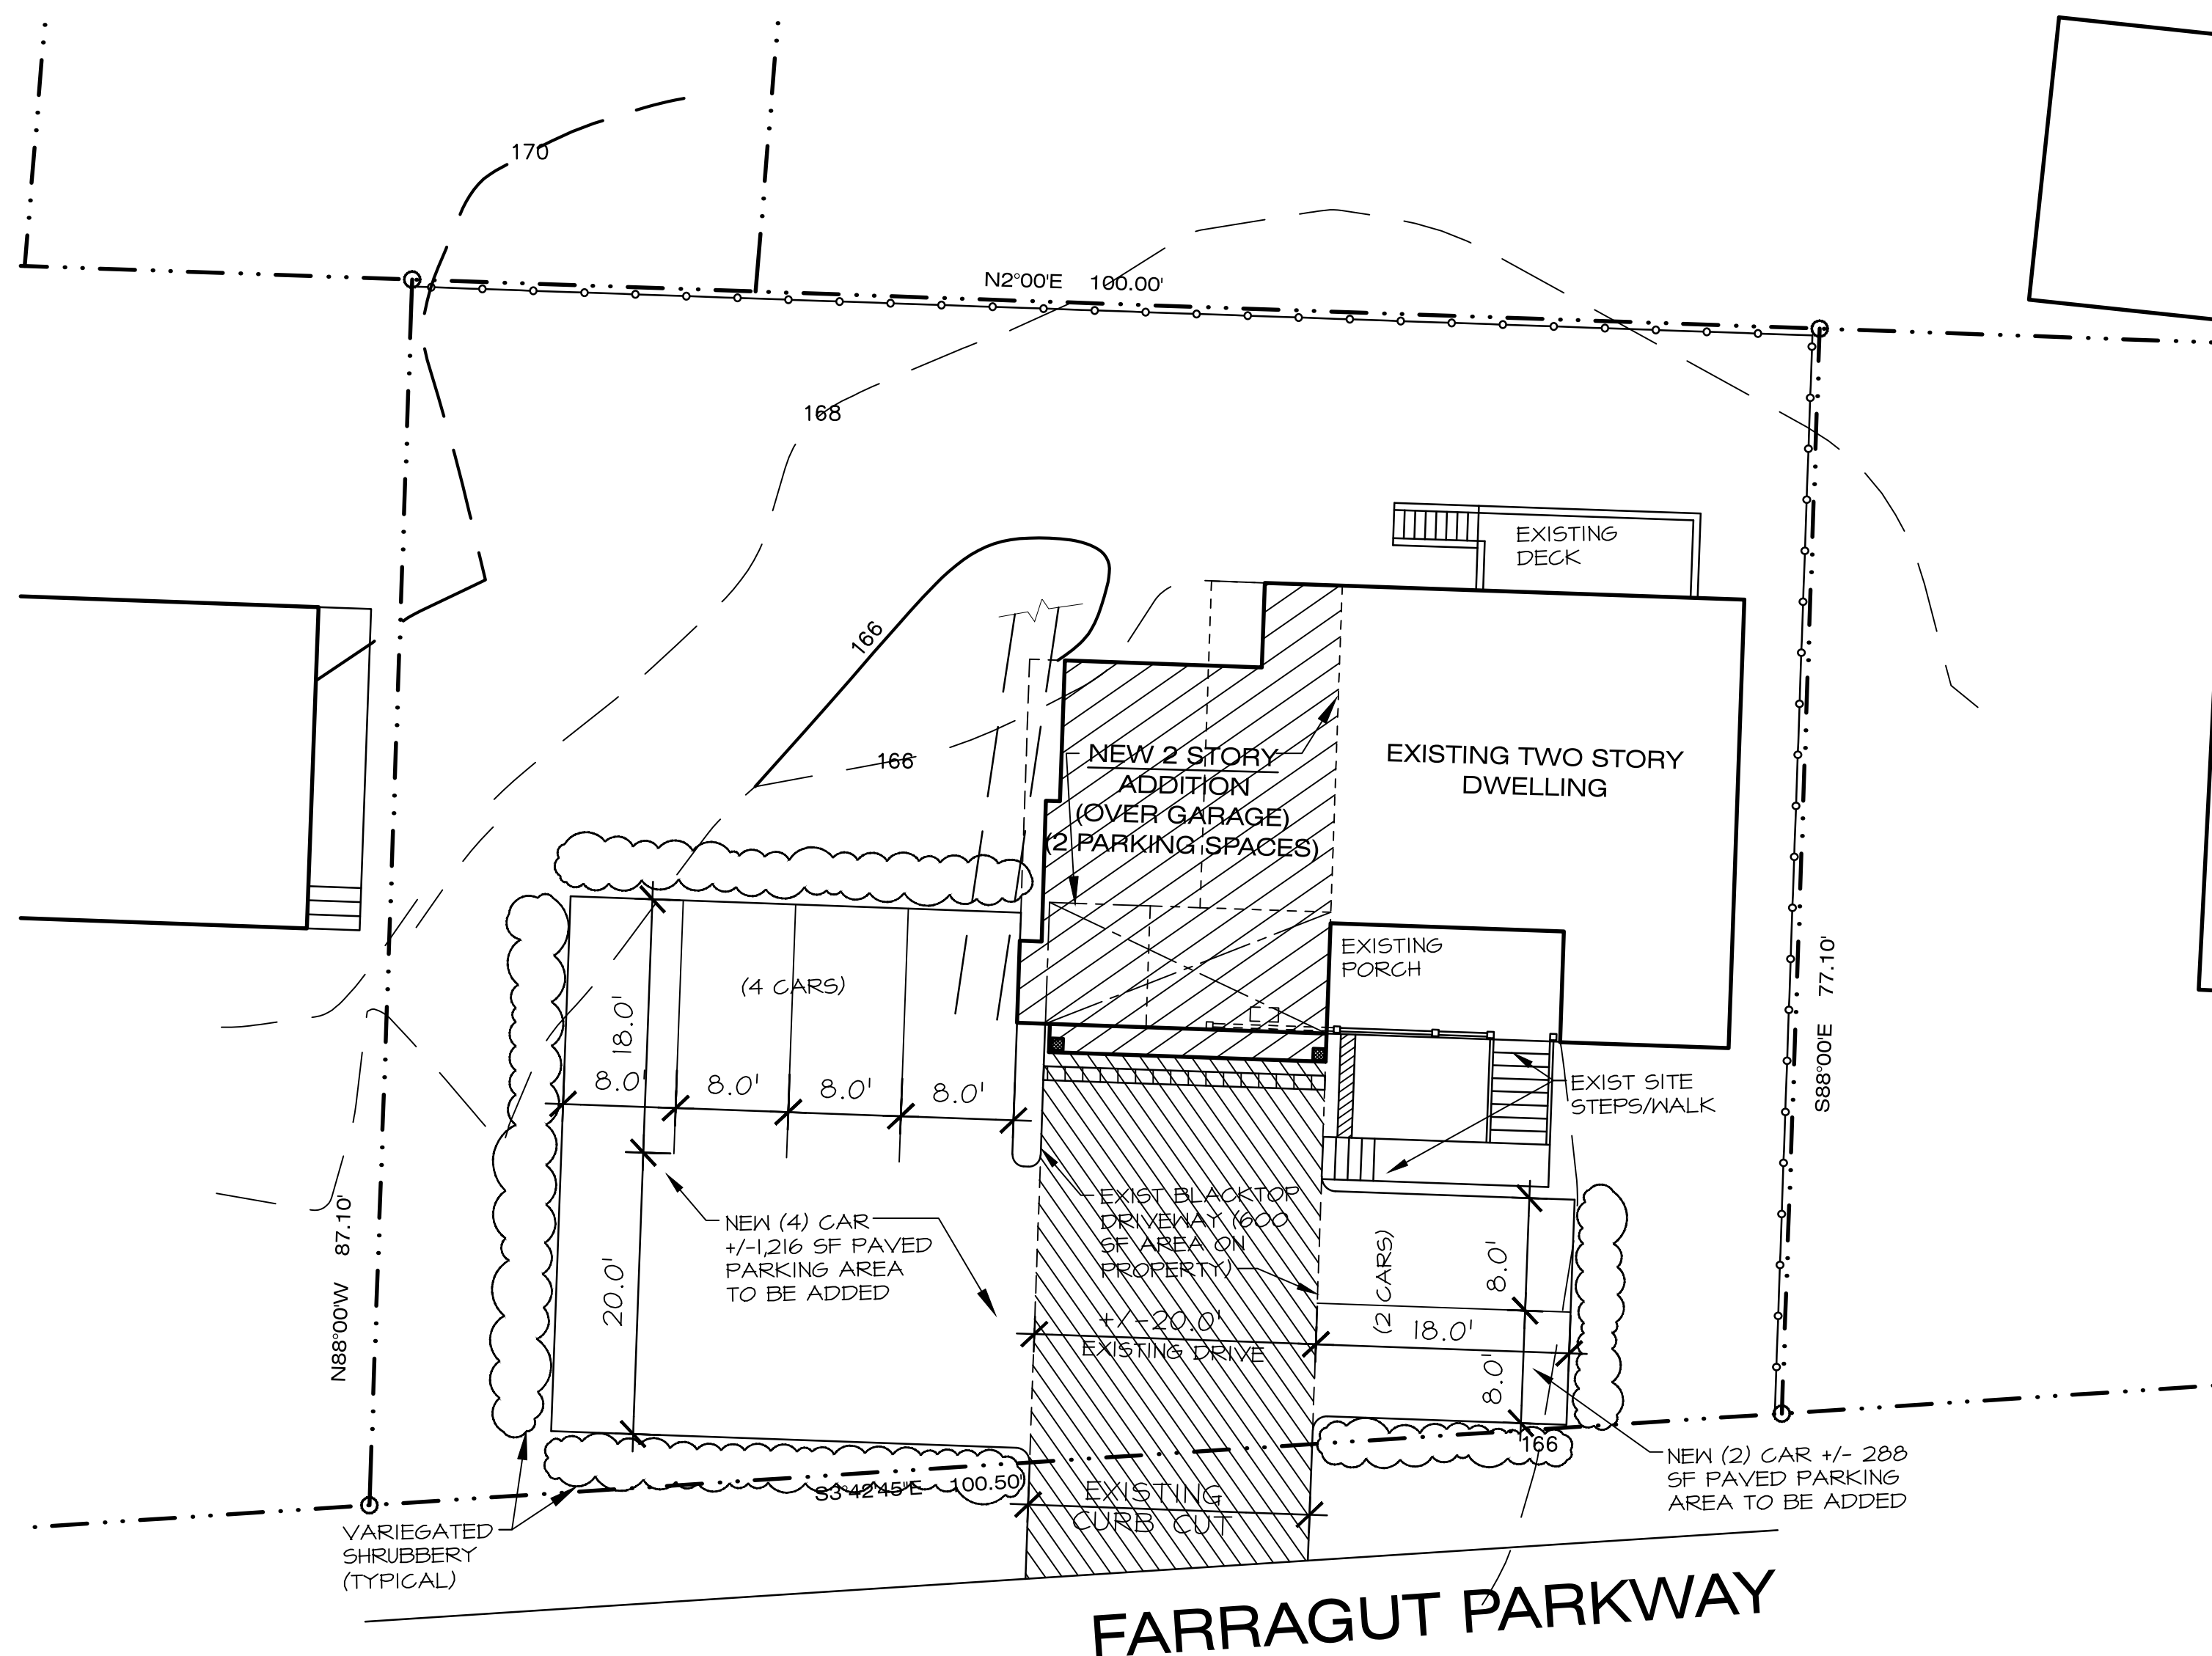 170
N2°00'E 100.00'
168
EXISTING
DECK
166
166
NEW 2 STORY
ADDITION
(OVER GARAGE)
(2 PARKING SPACES)
EXISTING TWO STORY
DWELLING
EXISTING
PORCH
S88°00'E 77.10'
(4 CARS)
18.0'
8.0'
8.0'
8.0'
8.0'
EXIST SITE
STEPS/WALK
N88°00'W 87.10'
20.0'
NEW (4) CAR
+/-1,216 SF PAVED
PARKING AREA
TO BE ADDED
EXIST BLACKTOP
DRIVEWAY (600
SF AREA ON
PROPERTY)
+/-20.0'
EXISTING DRIVE
(2 CARS)
8.0'
18.0'
8.0'
166
NEW (2) CAR +/- 288
SF PAVED PARKING
AREA TO BE ADDED
S3°42'45"E 100.50'
EXISTING
CURB CUT
VARIEGATED
SHRUBBERY
(TYPICAL)
FARRAGUT PARKWAY